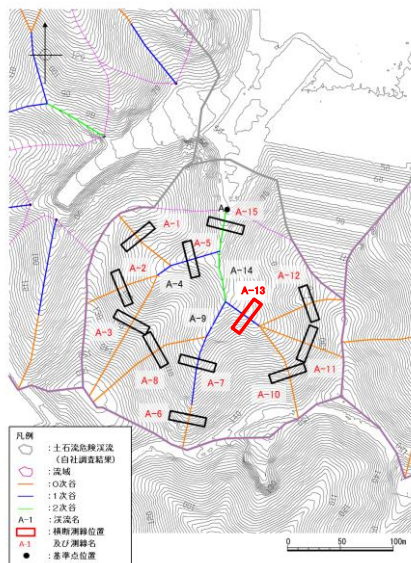 A
A-15
A-1
A-5
A-2
A-14
A-12
A-4
A-13
A-9
A-3
A-11
A-8
A-7
A-10
A-6
凡例
：土石流危険渓流
（自社調査結果）
：流域
：0次谷
：1次谷
：2次谷
A-1 ：渓流名
：横断測線位置
A-1 及び測線名
：基準点位置
0 50 100m